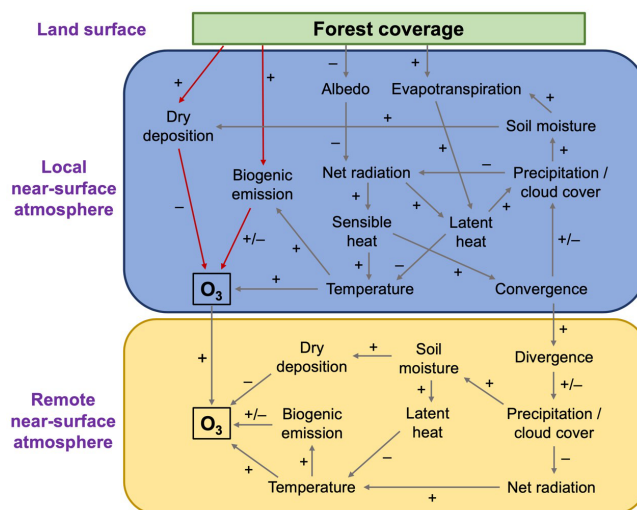 Land surface
Forest coverage
+
+
–
+
Albedo
Evapotranspiration
+
Dry
deposition
+
Soil moisture
–
+
+
Local
near-surface
atmosphere
Biogenic
emission
Net radiation
–
Precipitation /
cloud cover
–
+
+
+
Sensible
heat
Latent
heat
+/–
+
+
–
+
+/–
O3
+
Temperature
Convergence
+
+
Dry
deposition
+
Soil
moisture
Divergence
–
+
+
+/–
Remote
near-surface
atmosphere
O3
+/–
Biogenic
emission
Latent
heat
Precipitation /
cloud cover
+
–
–
+
Temperature
+
Net radiation